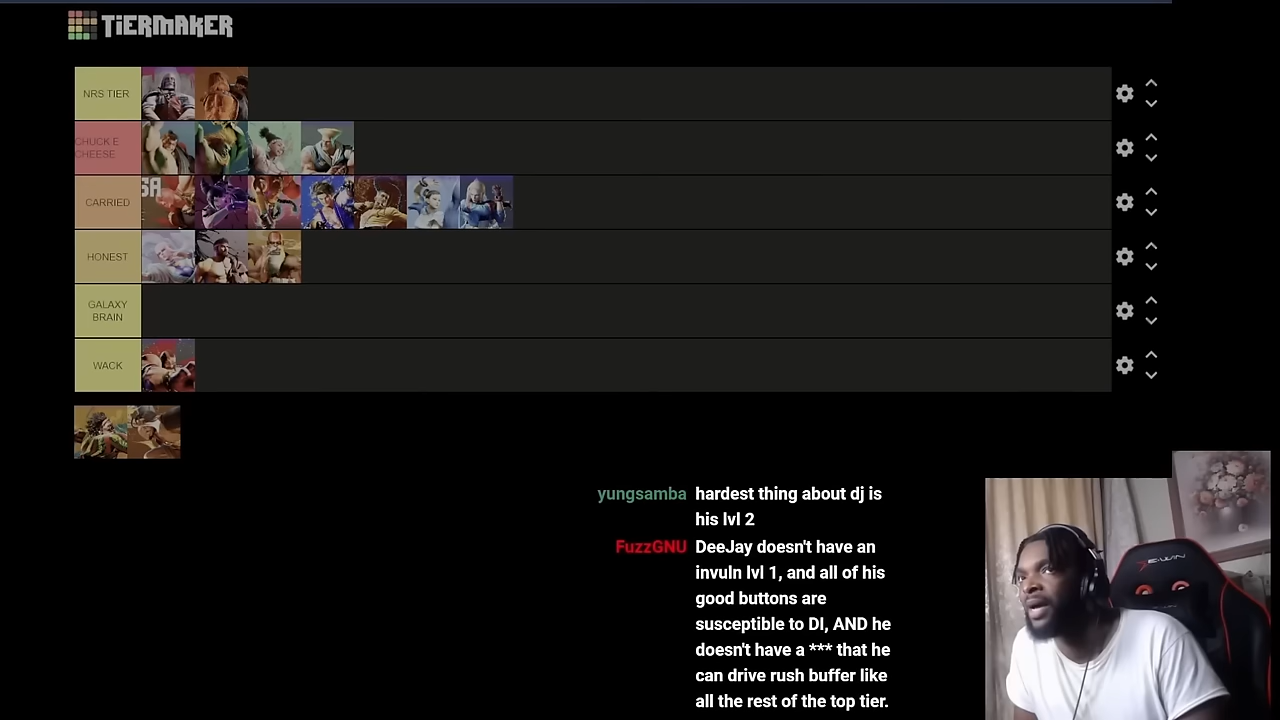 TIERMAKER
NRS TIER
CHUCK E
CHEESE
SA
CARRIED
HONEST
GALAXY
BRAIN
WACK
yungsamba hardest thing about dj is
his lvl 2
FuzzGNU DeeJay doesn't have an
invuln lvl 1, and all of his
good buttons are
susceptible to DI, AND he
doesn't have a *** that he
can drive rush buffer like
all the rest of the top tier.
E-WIN